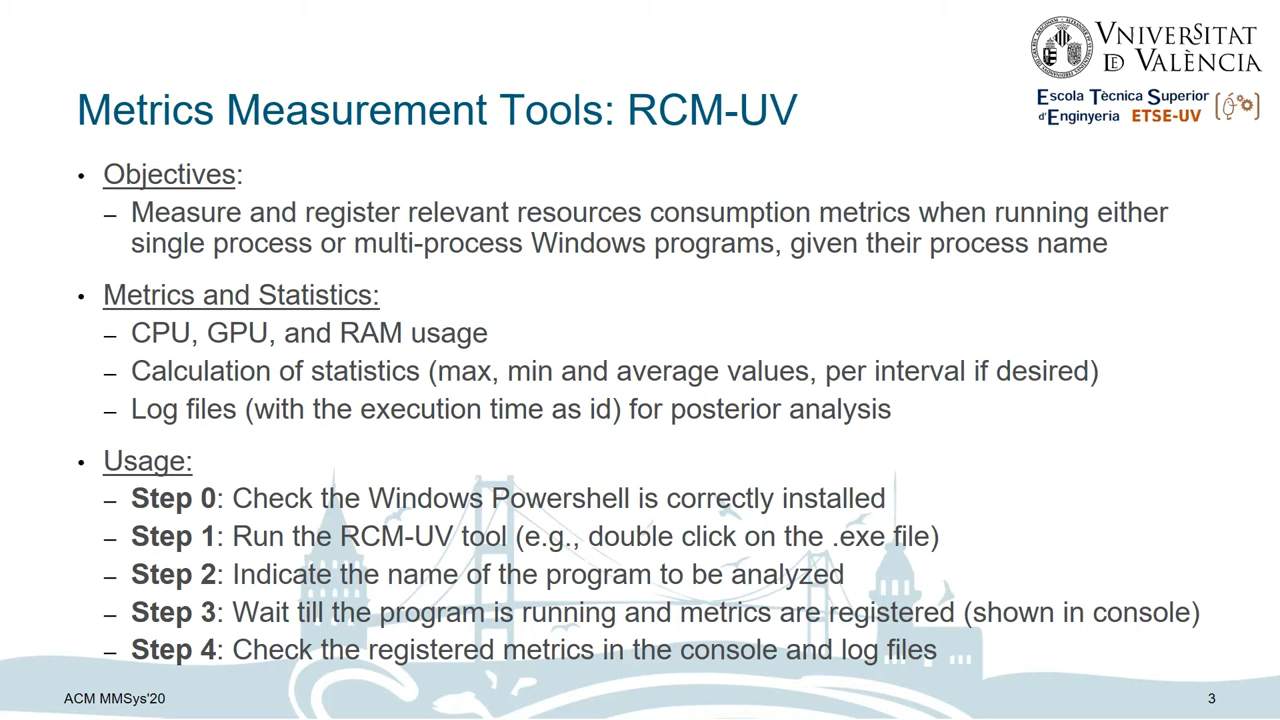 VNIVERSITAT
DE VALÈNCIA
Escola Tècnica Superior
d'Enginyeria ETSE-UV
Metrics Measurement Tools: RCM-UV
• Objectives:
– Measure and register relevant resources consumption metrics when running either
single process or multi-process Windows programs, given their process name
• Metrics and Statistics:
– CPU, GPU, and RAM usage
– Calculation of statistics (max, min and average values, per interval if desired)
– Log files (with the execution time as id) for posterior analysis
• Usage:
– Step 0: Check the Windows Powershell is correctly installed
– Step 1: Run the RCM-UV tool (e.g., double click on the .exe file)
– Step 2: Indicate the name of the program to be analyzed
– Step 3: Wait till the program is running and metrics are registered (shown in console)
– Step 4: Check the registered metrics in the console and log files
ACM MMSys'20
3